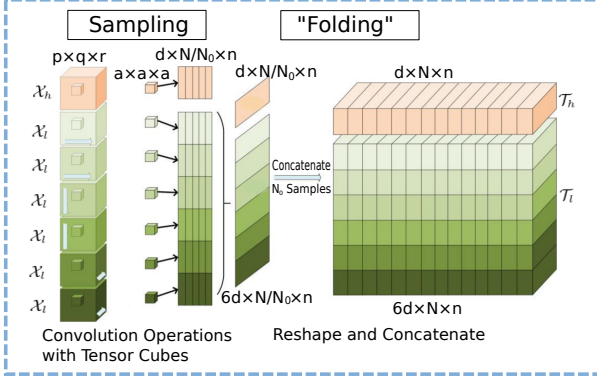 Sampling
"Folding"
p×q×r
d×N/N₀×n
a×a×a
d×N/N₀×n
d×N×n
𝒳ₕ
𝒳ₗ
𝒳ₗ
𝒳ₗ
𝒳ₗ
𝒳ₗ
𝒳ₗ
Concatenate
N₀ Samples
𝒯ₕ
𝒯ₗ
6d×N/N₀×n
6d×N×n
Convolution Operations
with Tensor Cubes
Reshape and Concatenate